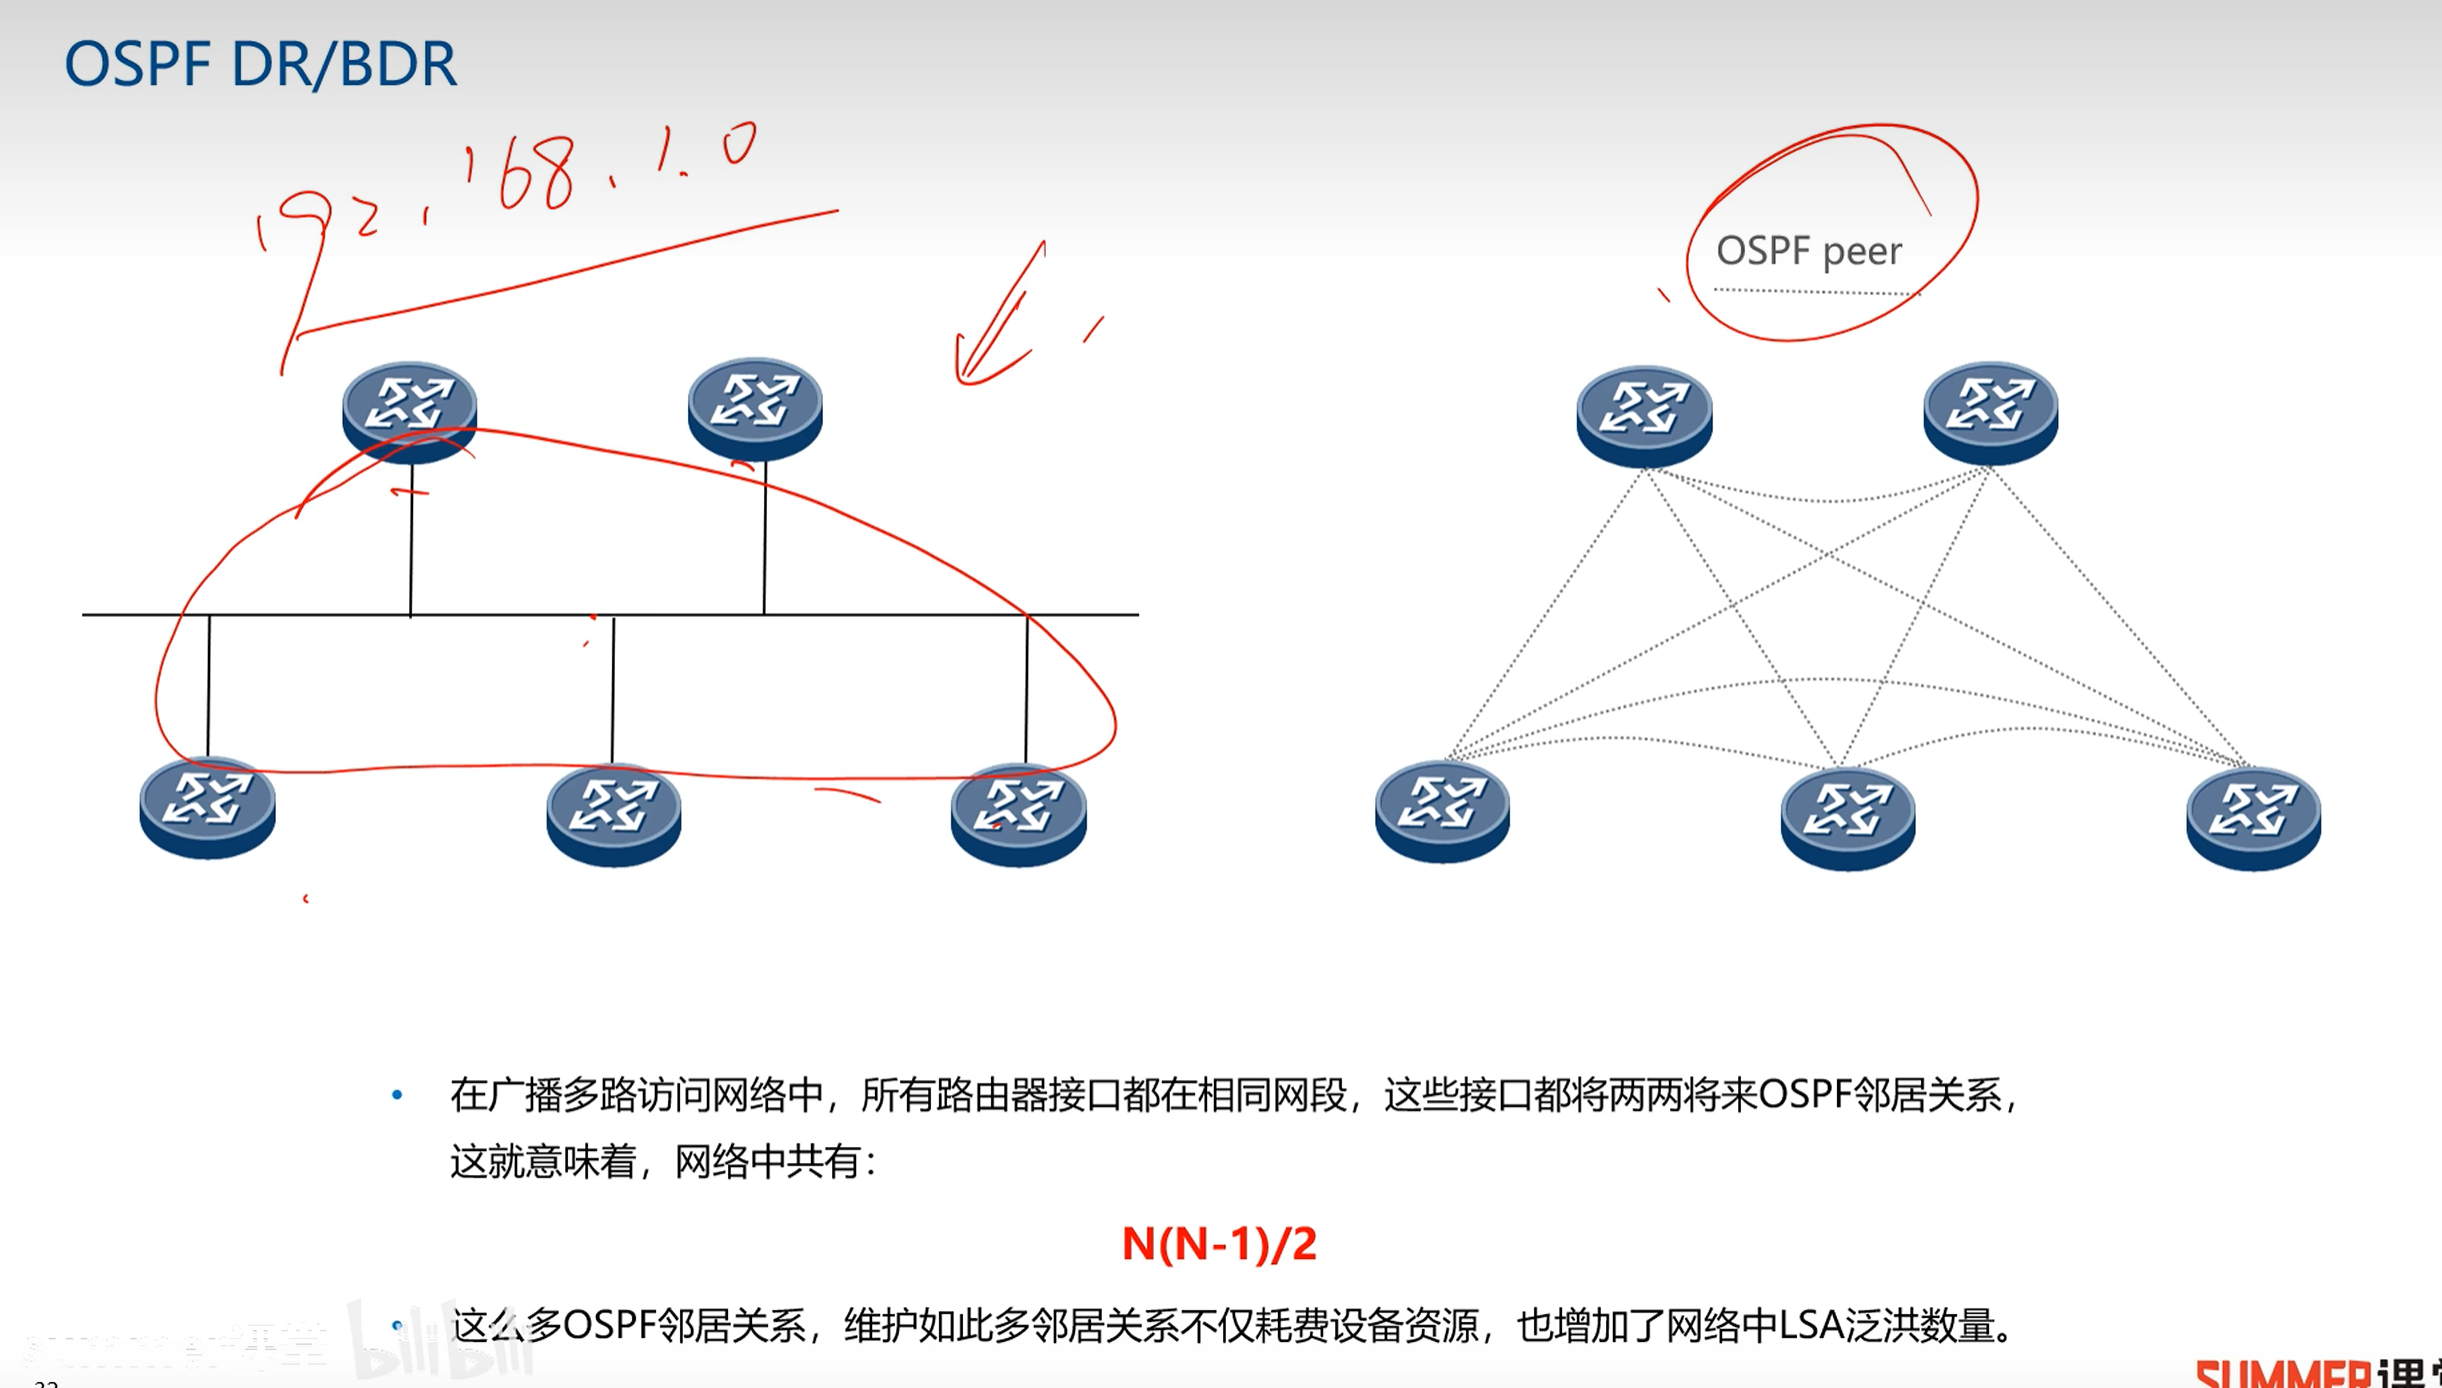 OSPF DR/BDR
192.168.1.0
OSPF peer
在广播多路访问网络中，所有路由器接口都在相同网段，这些接口都将两两将来OSPF邻居关系，
这就意味着，网络中共有：
N(N-1)/2
这么多OSPF邻居关系，维护如此多邻居关系不仅耗费设备资源，也增加了网络中LSA泛洪数量。
summer课堂 bilibili
SUMMER课